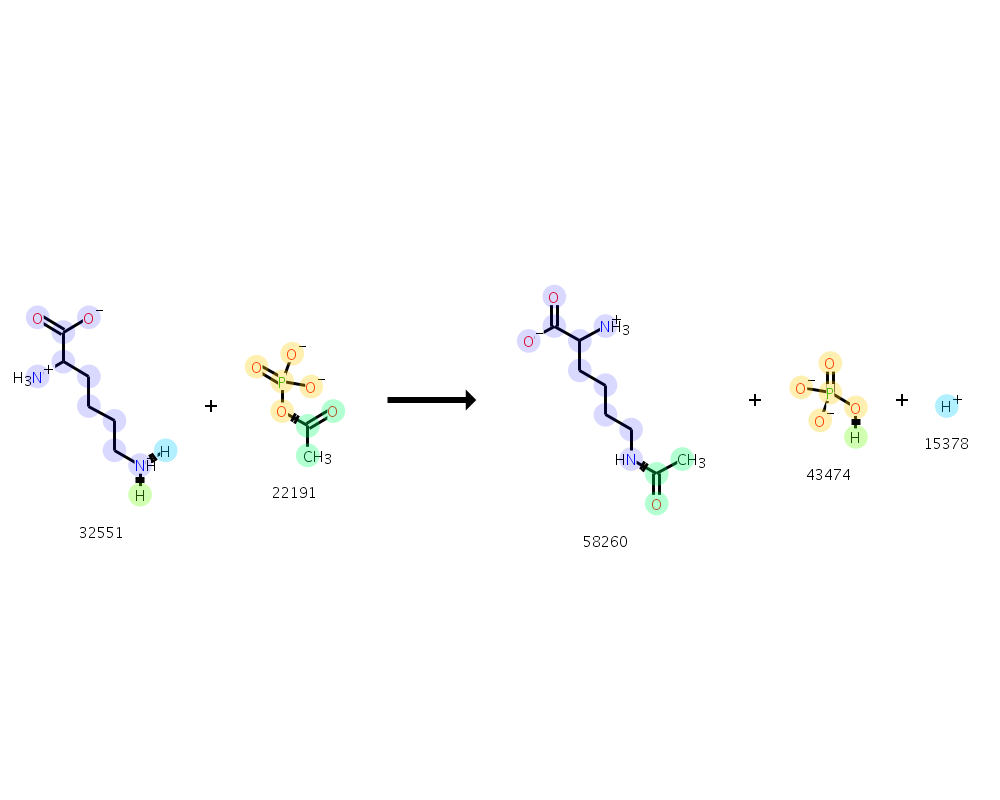 O O⁻
H₃N⁺
NH⁺ H
H
32551
+
O⁻
O P O⁻
O O
CH₃
22191
O
O⁻ NH₃⁺
HN CH₃
O
58260
+
O
O⁻ P O
O⁻ H
43474
+
H⁺
15378